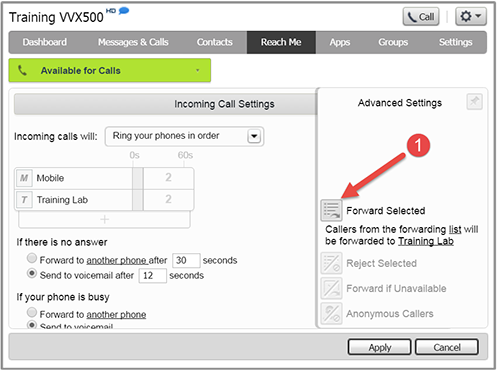 Training VVX500 HD
Call
Dashboard Messages & Calls Contacts Reach Me Apps Groups Settings
Available for Calls
Incoming Call Settings
Advanced Settings
Incoming calls will: Ring your phones in order
0s 60s
M Mobile 2
T Training Lab 2
+
1
Forward Selected
Callers from the forwarding list will
be forwarded to Training Lab
Reject Selected
Forward if Unavailable
Anonymous Callers
If there is no answer
Forward to another phone after 30 seconds
Send to voicemail after 12 seconds
If your phone is busy
Forward to another phone
Send to voicemail
Apply Cancel